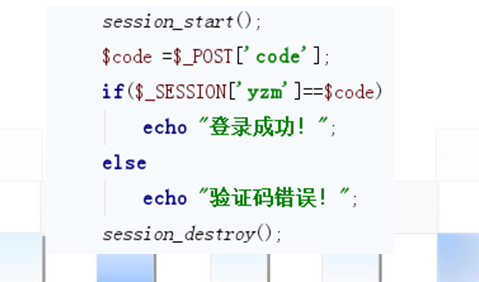 session_start();
$code =$_POST['code'];
if($_SESSION['yzm']==$code)
echo "登录成功！";
else
echo "验证码错误！";
session_destroy();